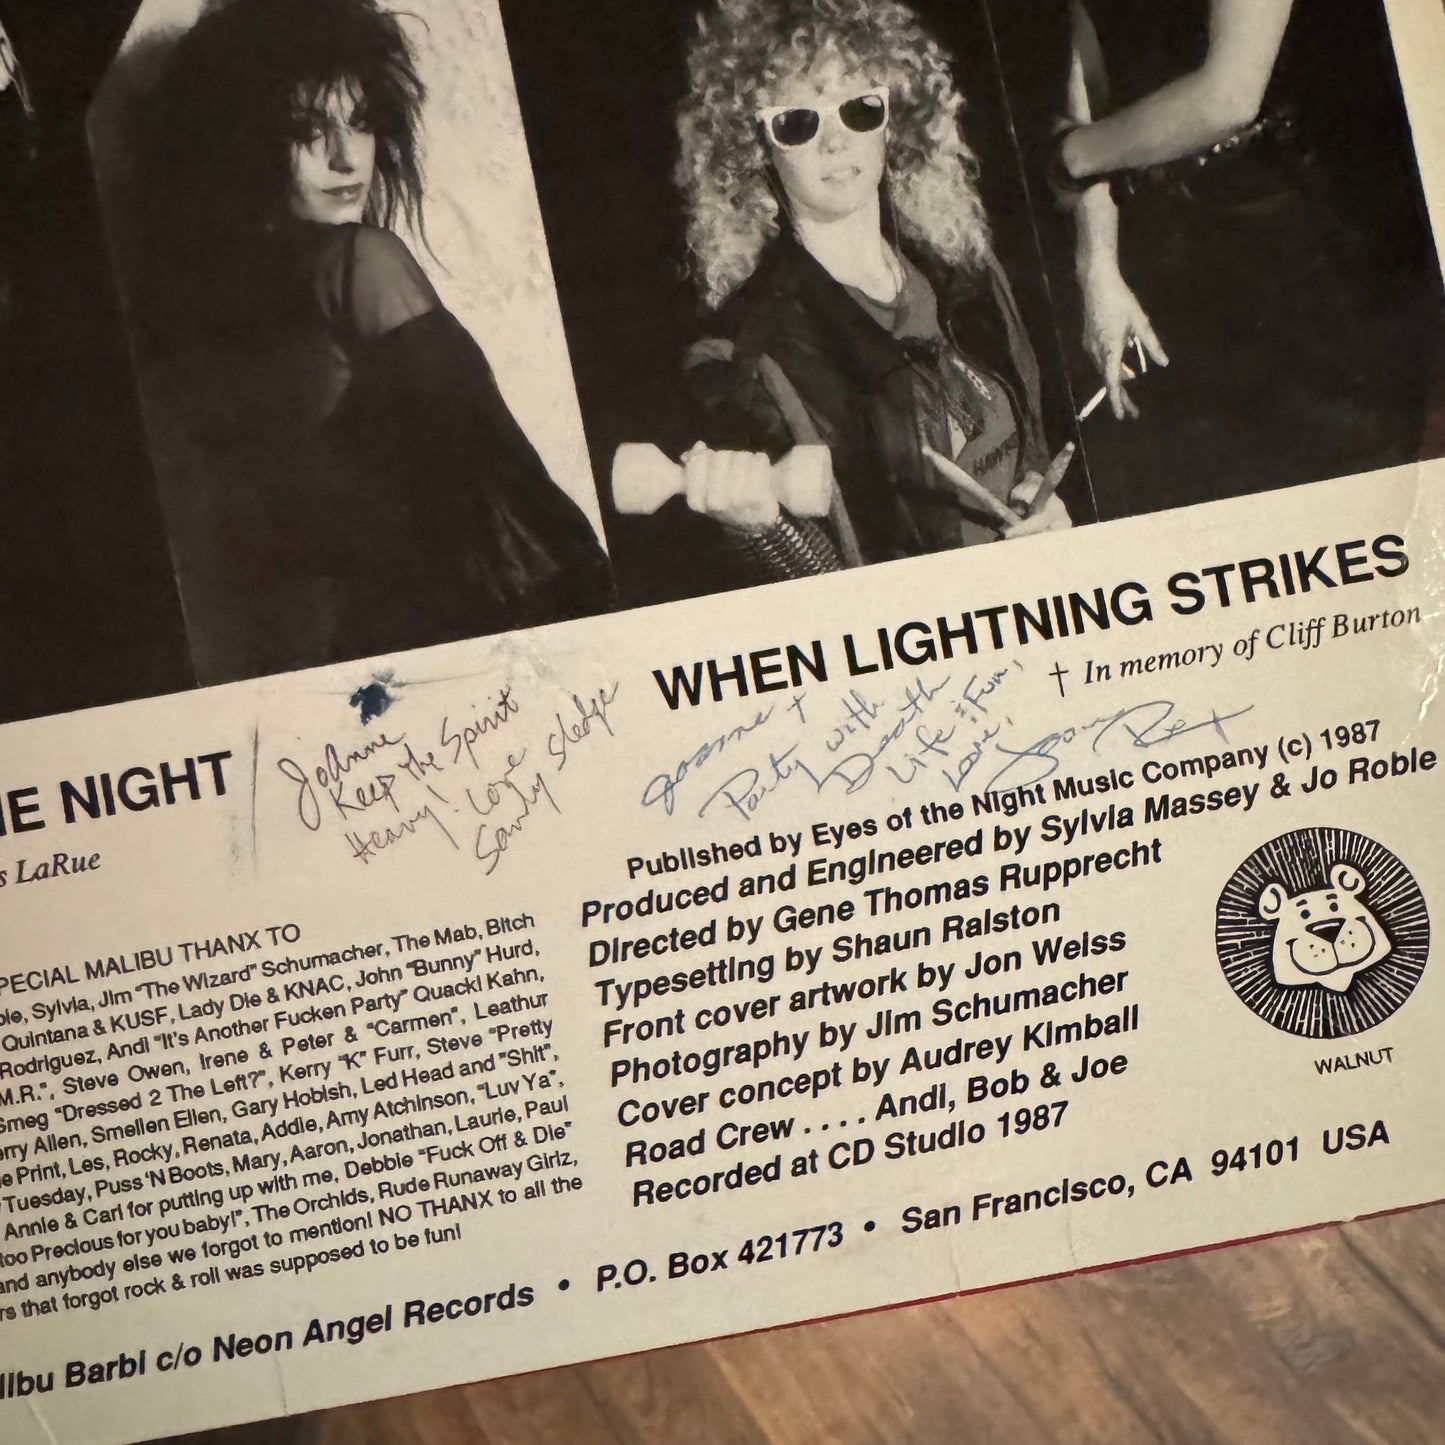 WHEN LIGHTNING STRIKES
† In memory of Cliff Burton
HE NIGHT
s LaRue
JoAnne
Keep the Spirit
Heavy! Love
Sandy Sledge
Joanne +
Party with
Death
Life is Fun!
Love!
SPECIAL MALIBU THANX TO
ble, Sylvia, Jim "The Wizard" Schumacher, The Mab, Bitch
Quintana & KUSF, Lady Die & KNAC, John "Bunny" Hurd,
Rodriguez, Andi "It's Another Fucken Party" Quacki Kahn,
M.R.", Steve Owen, Irene & Peter & "Carmen", Leathur
Smeg "Dressed 2 The Left?", Kerry "K" Furr, Steve "Pretty
erry Allen, Smellen Ellen, Gary Hobish, Led Head and "Shit",
e Print, Les, Rocky, Renata, Addie, Amy Atchinson, "Luv Ya",
Tuesday, Puss 'N Boots, Mary, Aaron, Jonathan, Laurie, Paul
Annie & Carl for putting up with me, Debbie "Fuck Off & Die"
too Precious for you baby!", The Orchids, Rude Runaway Girlz,
and anybody else we forgot to mention! NO THANX to all the
rs that forgot rock & roll was supposed to be fun!
Published by Eyes of the Night Music Company (c) 1987
Produced and Engineered by Sylvia Massey & Jo Roble
Directed by Gene Thomas Rupprecht
Typesetting by Shaun Ralston
Front cover artwork by Jon Weiss
Photography by Jim Schumacher
Cover concept by Audrey Kimball
Road Crew . . . . Andi, Bob & Joe
Recorded at CD Studio 1987
WALNUT
libu Barbi c/o Neon Angel Records • P.O. Box 421773 • San Francisco, CA 94101 USA